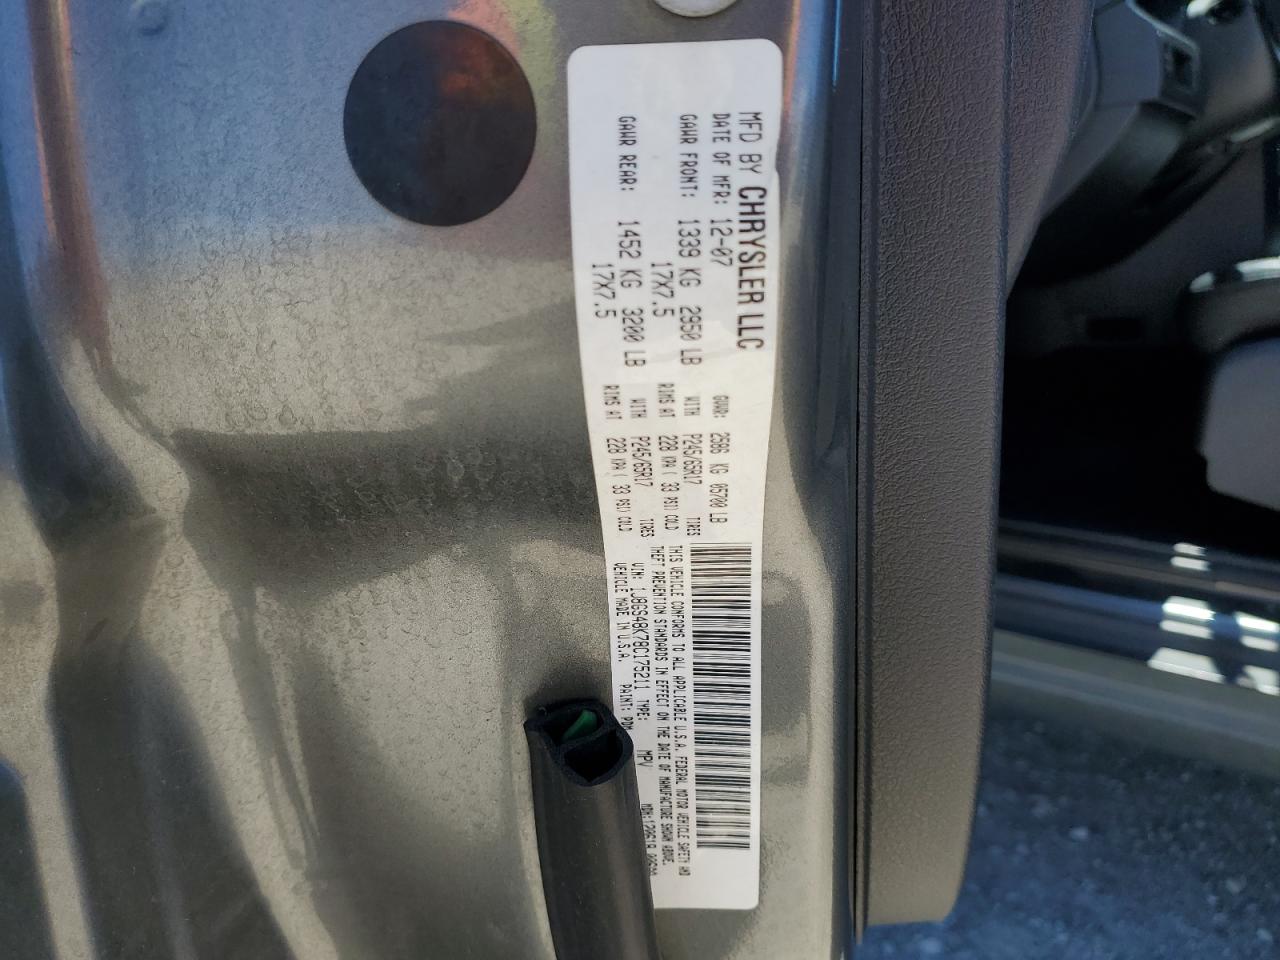 MFD BY CHRYSLER LLC
DATE OF MFR: 12-07 GVWR: 2586 KG 05700 LB
GAWR FRONT: 1339 KG 2950 LB WITH P245/65R17 TIRES
17X7.5 RIMS AT 228 KPA ( 33 PSI) COLD
GAWR REAR: 1452 KG 3200 LB WITH P245/65R17 TIRES
17X7.5 RIMS AT 228 KPA ( 33 PSI) COLD
THIS VEHICLE CONFORMS TO ALL APPLICABLE U.S.A. FEDERAL MOTOR VEHICLE SAFETY AND
THEFT PREVENTION STANDARDS IN EFFECT ON THE DATE OF MANUFACTURE SHOWN ABOVE.
VIN: 1J8GS48K78C175211 TYPE: MPV MDH:
VEHICLE MADE IN U.S.A. PAINT: